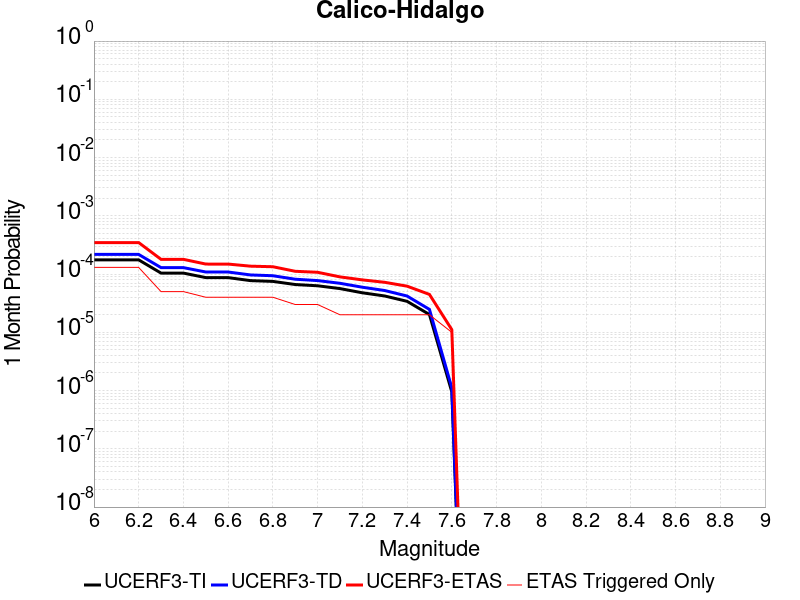 Calico-Hidalgo
10^0
10^-1
10^-2
10^-3
10^-4
10^-5
10^-6
10^-7
10^-8
1 Month Probability
6 6.2 6.4 6.6 6.8 7 7.2 7.4 7.6 7.8 8 8.2 8.4 8.6 8.8 9
Magnitude
UCERF3-TI UCERF3-TD UCERF3-ETAS ETAS Triggered Only